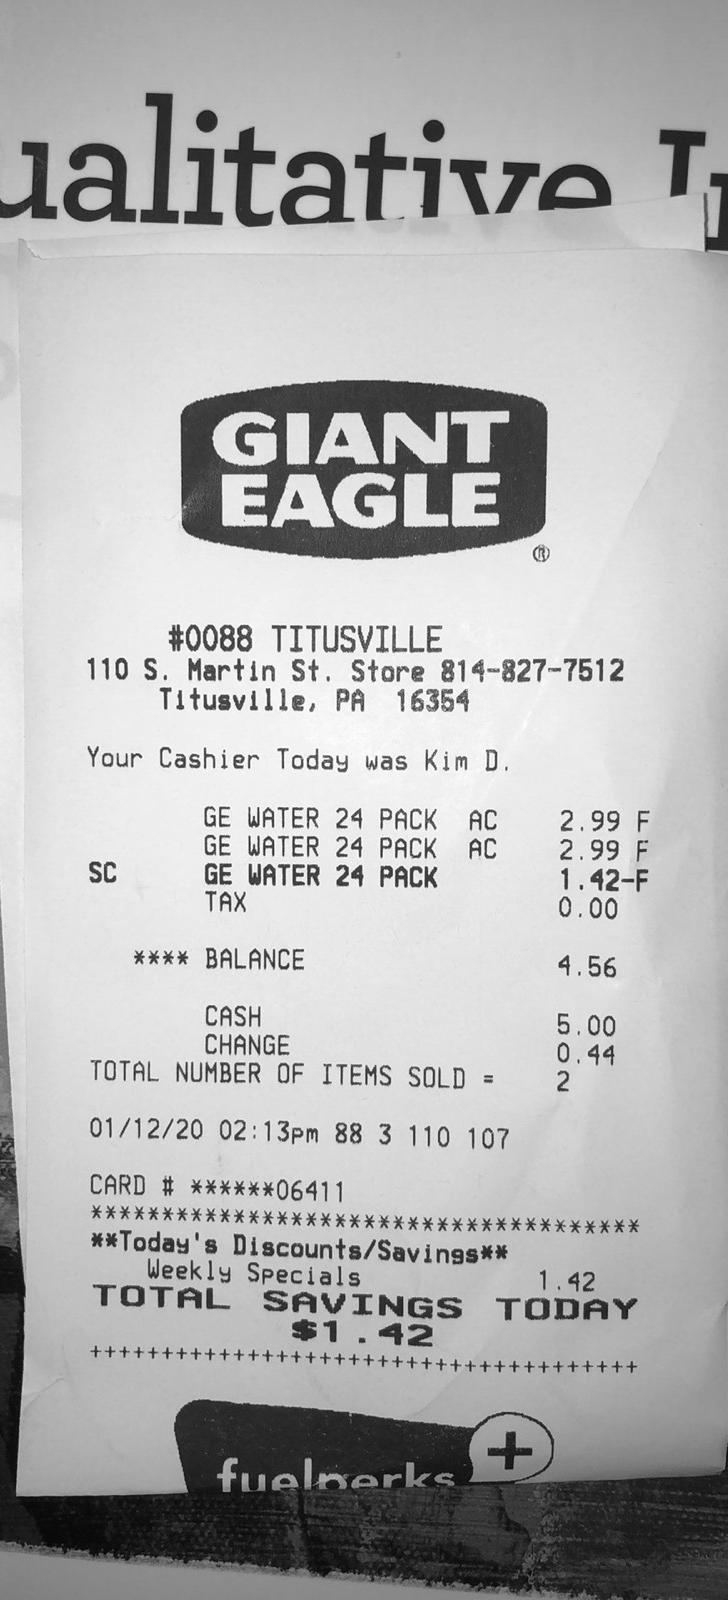 ualitative
GIANT
EAGLE
®
#0088 TITUSVILLE
110 S. Martin St. Store 814-827-7512
Titusville, PA 16354
Your Cashier Today was Kim D.
GE WATER 24 PACK AC 2.99 F
GE WATER 24 PACK AC 2.99 F
SC GE WATER 24 PACK 1.42-F
TAX 0.00
**** BALANCE 4.56
CASH 5.00
CHANGE 0.44
TOTAL NUMBER OF ITEMS SOLD = 2
01/12/20 02:13pm 88 3 110 107
CARD # ******06411
***************************************
**Today's Discounts/Savings**
Weekly Specials 1.42
TOTAL SAVINGS TODAY
$1.42
+++++++++++++++++++++++++++++++++++++++
fuelperks +